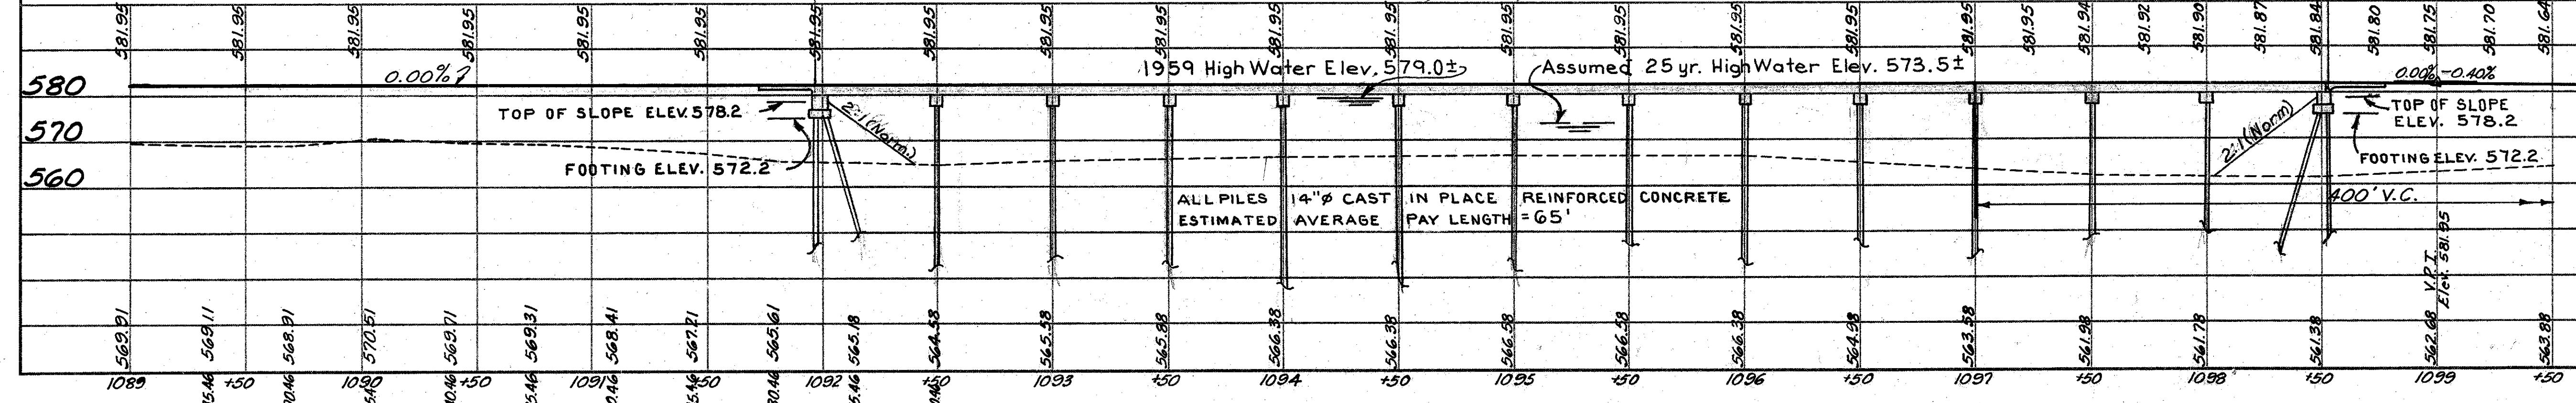 581.95 581.95 581.95 581.95 581.95 581.95 581.95 581.95 581.95 581.95 581.95 581.95 581.95 581.95 581.95 581.95 581.95 581.94 581.92 581.90 581.87 581.84 581.80 581.75 581.70 581.64
0.00%
1959 High Water Elev. 579.0±
Assumed 25 yr. High Water Elev. 573.5±
0.00% -0.40%
580
TOP OF SLOPE ELEV. 578.2
2:1 (Norm.)
2:1 (Norm)
TOP OF SLOPE
ELEV. 578.2
570
FOOTING ELEV. 572.2
FOOTING ELEV. 572.2
560
ALL PILES 14"ø CAST IN PLACE REINFORCED CONCRETE
ESTIMATED AVERAGE PAY LENGTH = 65'
400' V.C.
V.P.I.
Elev. 581.95
569.91 569.11 568.91 570.51 569.71 569.31 568.41 567.21 565.61 565.18 564.58 565.58 565.88 566.38 566.38 566.58 566.58 566.38 564.98 563.58 561.98 561.78 561.38 562.68 563.88
1089 +50 1090 +50 1091 +50 1092 +50 1093 +50 1094 +50 1095 +50 1096 +50 1097 +50 1098 +50 1099 +50